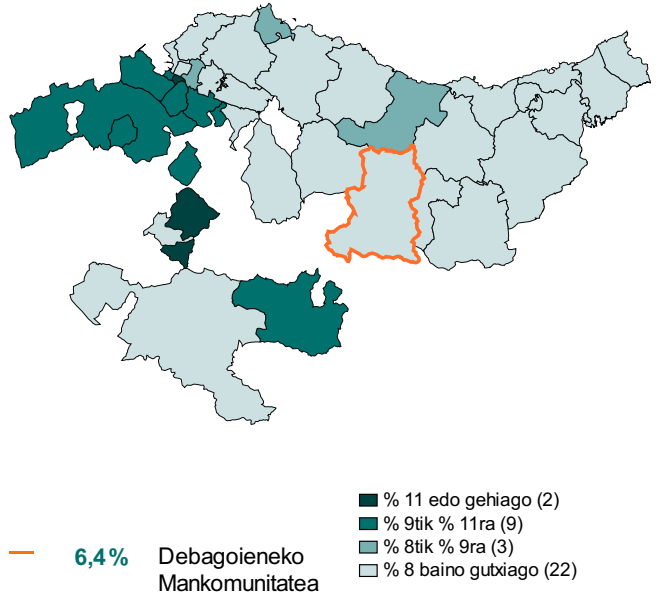 % 11 edo gehiago (2)
% 9tik % 11ra (9)
% 8tik % 9ra (3)
% 8 baino gutxiago (22)
6,4 % Debagoieneko
Mankomunitatea